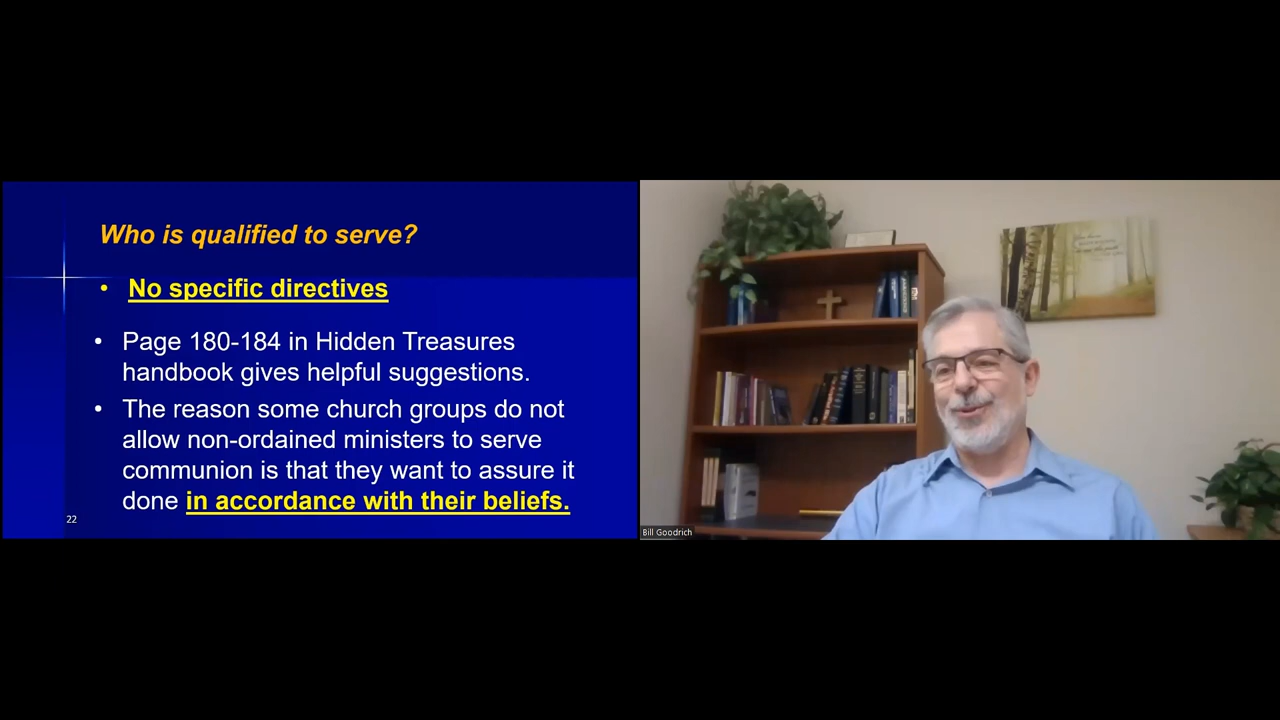 Who is qualified to serve?
• No specific directives
• Page 180-184 in Hidden Treasures
handbook gives helpful suggestions.
• The reason some church groups do not
allow non-ordained ministers to serve
communion is that they want to assure it
done in accordance with their beliefs.
22
Bill Goodrich